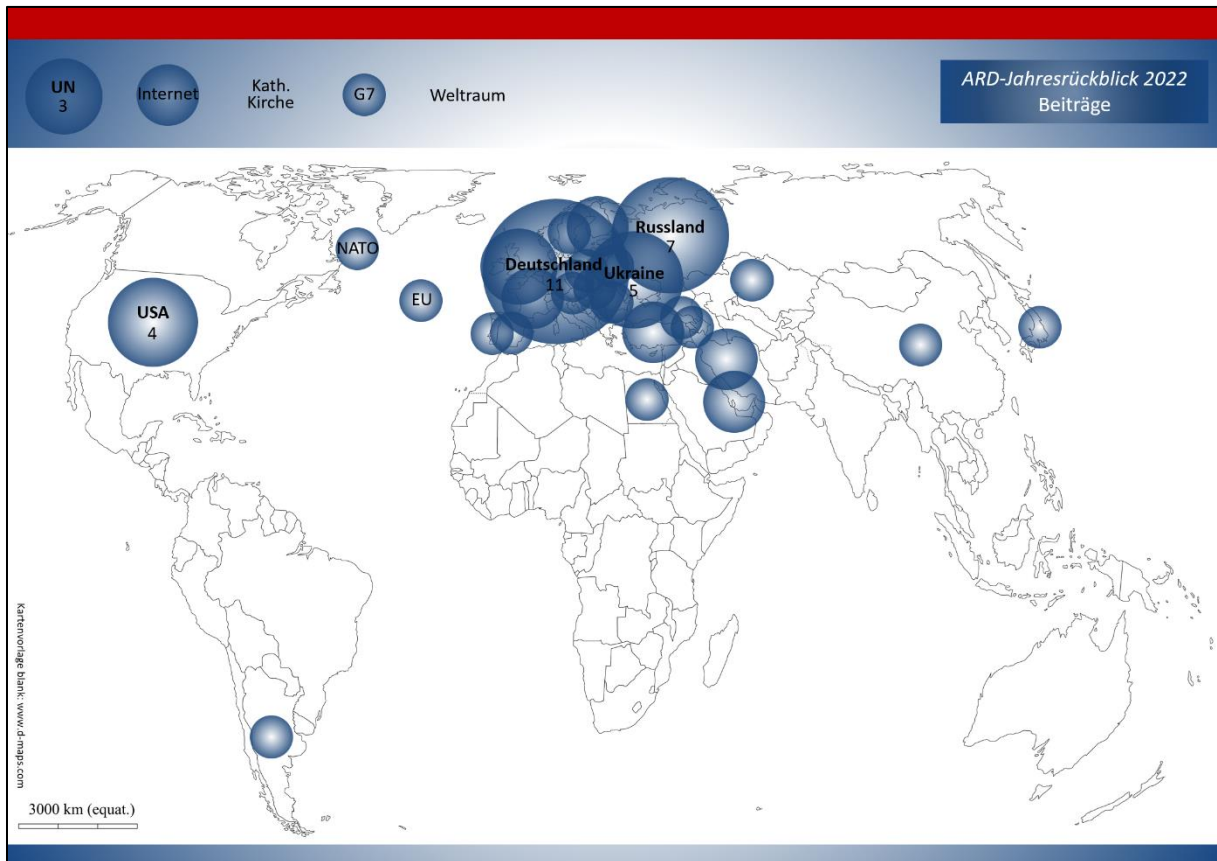 UN
3
Internet
Kath.
Kirche
G7
Weltraum
ARD-Jahresrückblick 2022
Beiträge
NATO
EU
USA
4
Deutschland
11
Russland
7
Ukraine
5
Kartenvorlage blank: www.d-maps.com
3000 km (equat.)